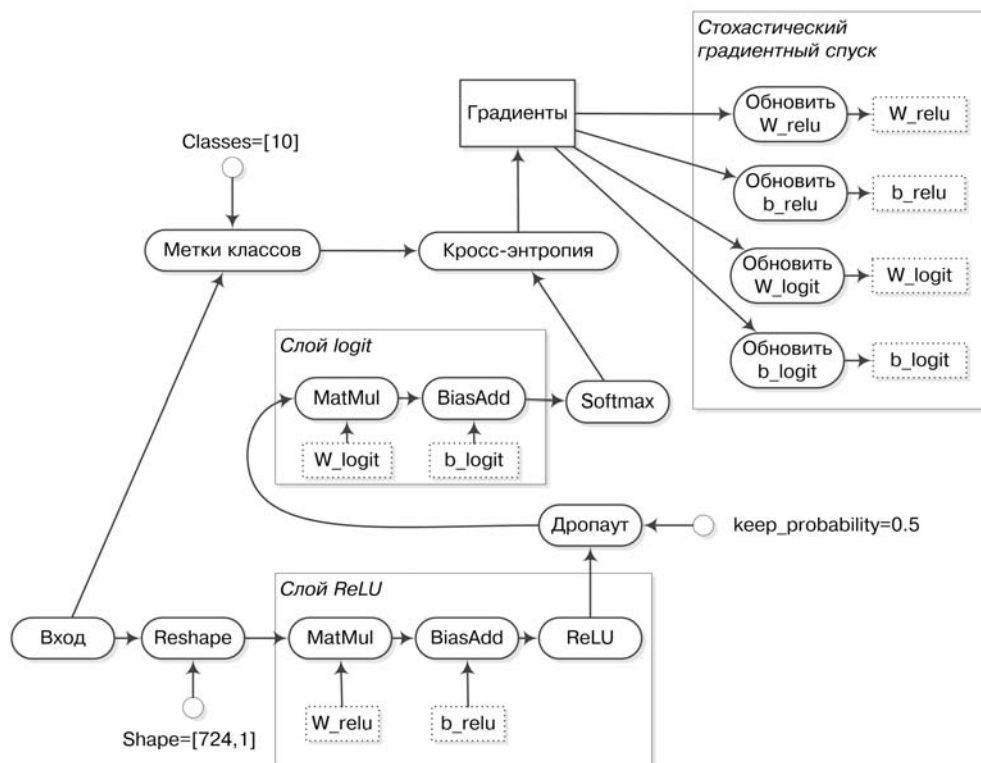 Стохастический
градиентный спуск
Градиенты
Обновить
W_relu
W_relu
Classes=[10]
Обновить
b_relu
b_relu
Метки классов
Кросс-энтропия
Обновить
W_logit
W_logit
Слой logit
Обновить
b_logit
b_logit
MatMul
BiasAdd
Softmax
W_logit
b_logit
Дропаут
keep_probability=0.5
Слой ReLU
Вход
Reshape
MatMul
BiasAdd
ReLU
W_relu
b_relu
Shape=[724,1]